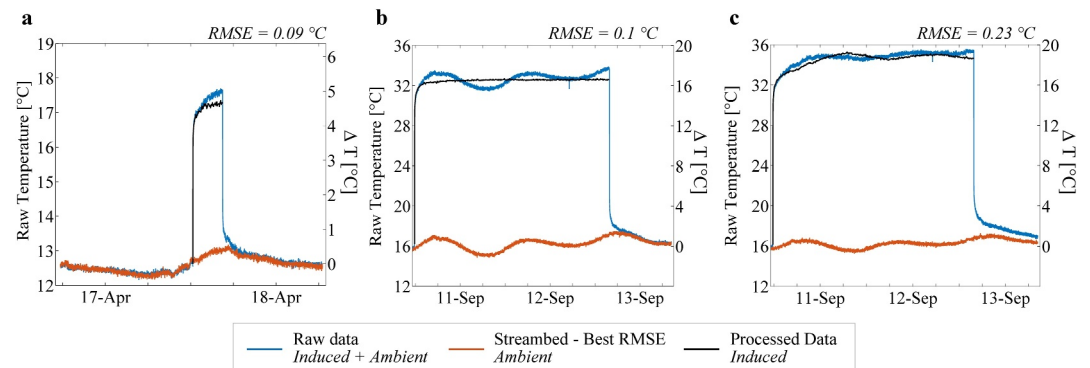 a
RMSE = 0.09 °C
19
18
17
16
15
14
13
12
Raw Temperature [°C]
6
5
4
3
2
1
0
Δ T [°C]
17-Apr
18-Apr
b
RMSE = 0.1 °C
36
32
28
24
20
16
12
Raw Temperature [°C]
20
16
12
8
4
0
Δ T [°C]
11-Sep
12-Sep
13-Sep
c
RMSE = 0.23 °C
36
32
28
24
20
16
12
Raw Temperature [°C]
20
16
12
8
4
0
Δ T [°C]
11-Sep
12-Sep
13-Sep
Raw data
Induced + Ambient
Streambed - Best RMSE
Ambient
Processed Data
Induced